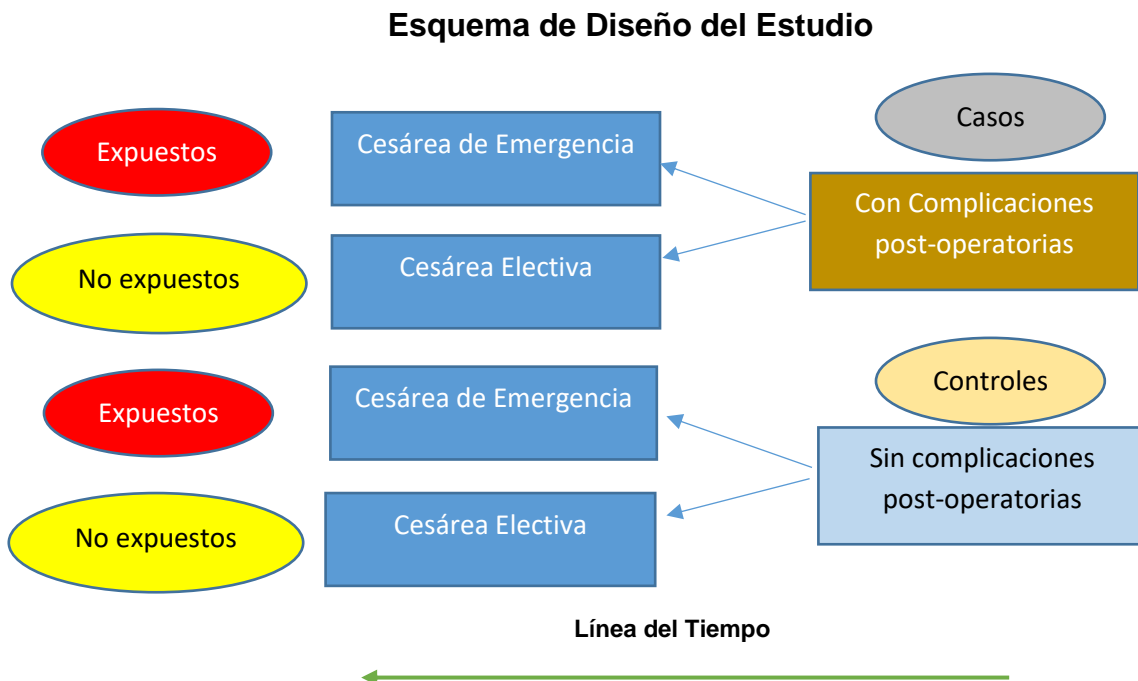 Esquema de Diseño del Estudio
Casos
Expuestos
Cesárea de Emergencia
Con Complicaciones
post-operatorias
No expuestos
Cesárea Electiva
Controles
Expuestos
Cesárea de Emergencia
Sin complicaciones
post-operatorias
No expuestos
Cesárea Electiva
Línea del Tiempo